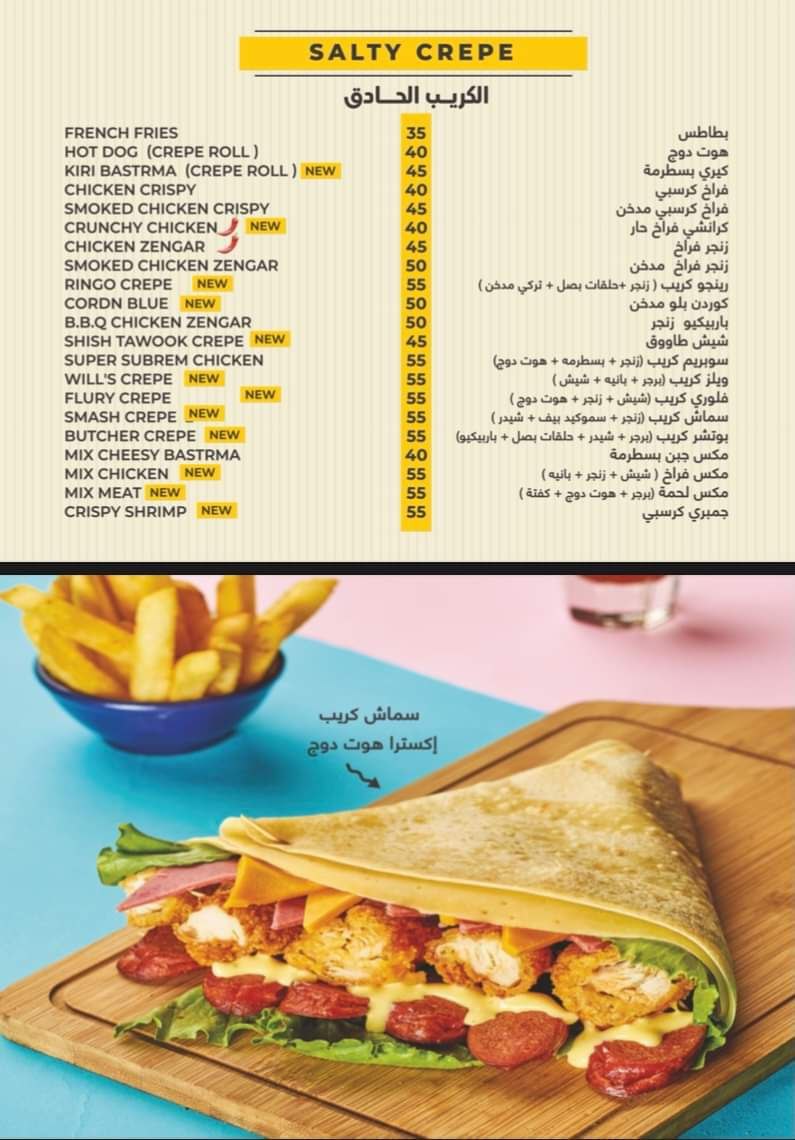 SALTY CREPE
الكريب الحادق
FRENCH FRIES 35 بطاطس
HOT DOG (CREPE ROLL ) 40 هوت دوج
KIRI BASTRMA (CREPE ROLL ) NEW 45 كيري بسطرمة
CHICKEN CRISPY 40 فراخ كرسبي
SMOKED CHICKEN CRISPY 45 فراخ كرسبي مدخن
CRUNCHY CHICKEN NEW 40 كرانشي فراخ حار
CHICKEN ZENGAR 45 زنجر فراخ
SMOKED CHICKEN ZENGAR 50 زنجر فراخ مدخن
RINGO CREPE NEW 55 رينجو كريب ( زنجر +حلقات بصل + تركي مدخن )
CORDN BLUE NEW 50 كوردن بلو مدخن
B.B.Q CHICKEN ZENGAR 50 باربيكيو زنجر
SHISH TAWOOK CREPE NEW 45 شيش طاووق
SUPER SUBREM CHICKEN 55 سوبريم كريب (زنجر + بسطرمه + هوت دوج)
WILL'S CREPE NEW 55 ويلز كريب (برجر + بانيه + شيش )
FLURY CREPE NEW 55 فلوري كريب (شيش + زنجر + هوت دوج )
SMASH CREPE NEW 55 سماش كريب (زنجر + سموكيد بيف + شيدر )
BUTCHER CREPE NEW 55 بوتشر كريب (برجر + شيدر + حلقات بصل + باربيكيو)
MIX CHEESY BASTRMA 40 مكس جبن بسطرمة
MIX CHICKEN NEW 55 مكس فراخ ( شيش + زنجر + بانيه )
MIX MEAT NEW 55 مكس لحمة (برجر + هوت دوج + كفتة )
CRISPY SHRIMP NEW 55 جمبري كرسبي
سماش كريب
إكسترا هوت دوج